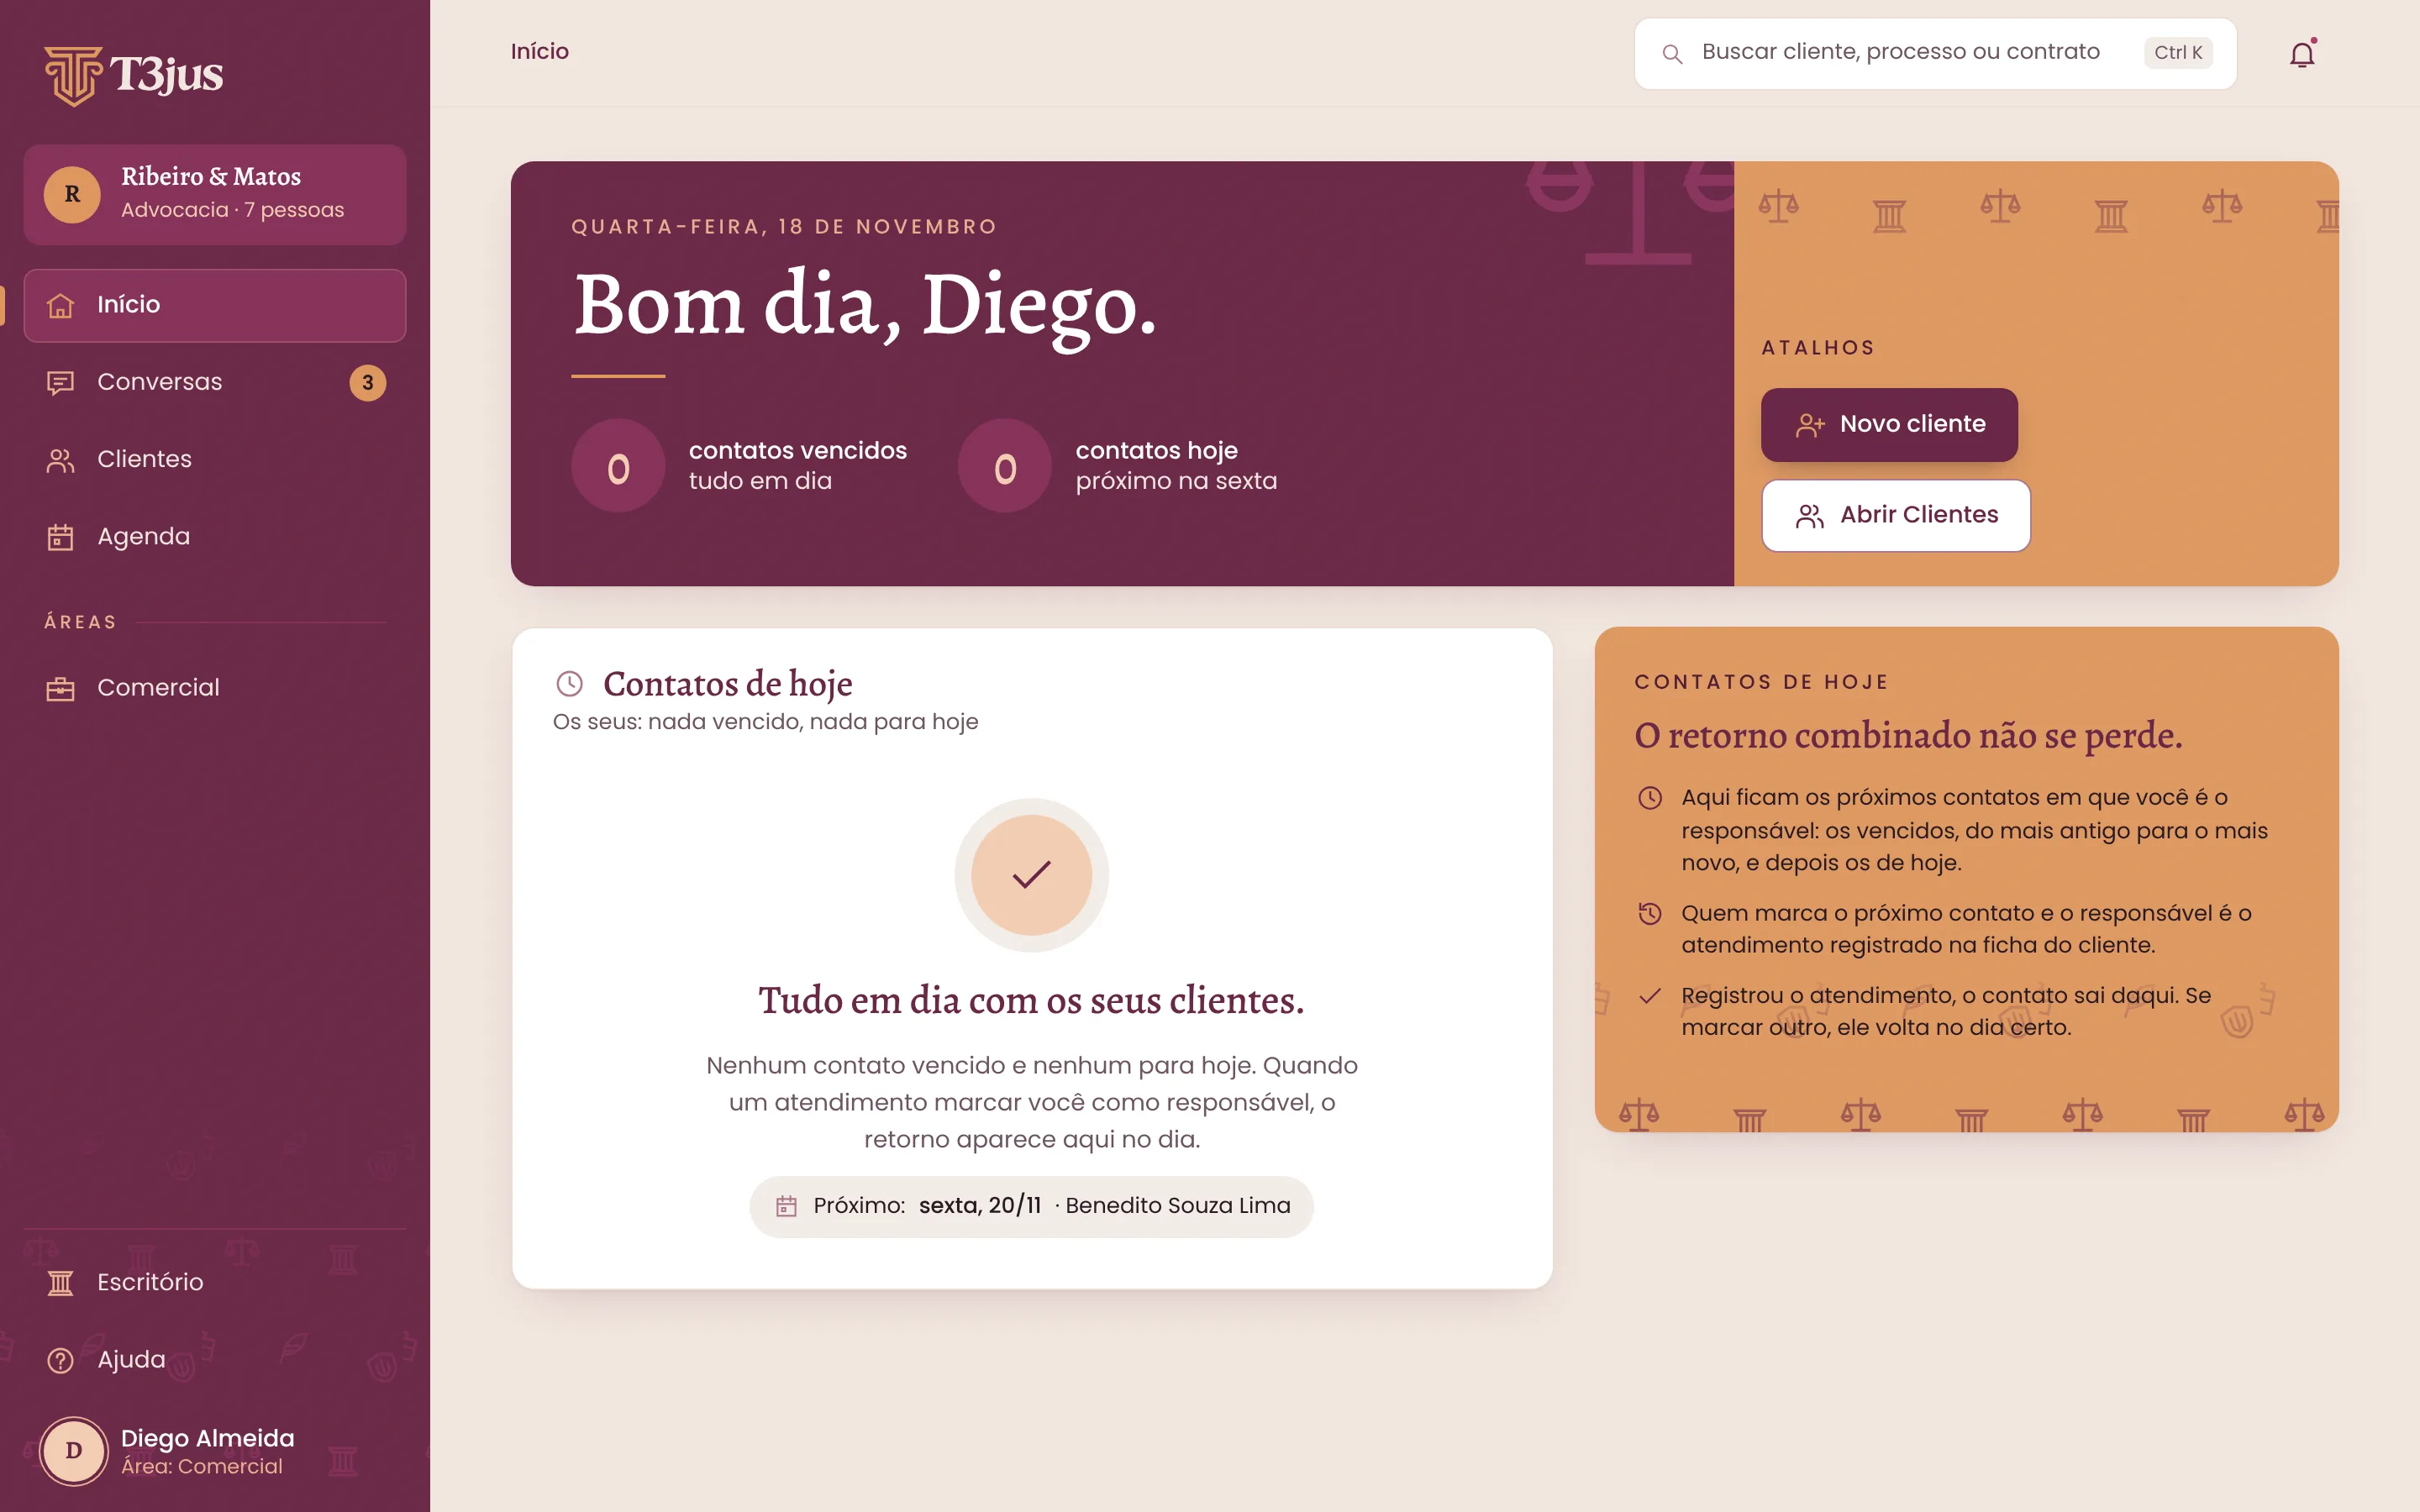 T3jus
R
Ribeiro & Matos
Advocacia · 7 pessoas
Início
Conversas
3
Clientes
Agenda
ÁREAS
Comercial
Escritório
Ajuda
D
Diego Almeida
Área: Comercial
Início
Buscar cliente, processo ou contrato
Ctrl K
QUARTA-FEIRA, 18 DE NOVEMBRO
Bom dia, Diego.
0
contatos vencidos
tudo em dia
0
contatos hoje
próximo na sexta
ATALHOS
Novo cliente
Abrir Clientes
Contatos de hoje
Os seus: nada vencido, nada para hoje
Tudo em dia com os seus clientes.
Nenhum contato vencido e nenhum para hoje. Quando
um atendimento marcar você como responsável, o
retorno aparece aqui no dia.
Próximo: sexta, 20/11 · Benedito Souza Lima
CONTATOS DE HOJE
O retorno combinado não se perde.
Aqui ficam os próximos contatos em que você é o
responsável: os vencidos, do mais antigo para o mais
novo, e depois os de hoje.
Quem marca o próximo contato e o responsável é o
atendimento registrado na ficha do cliente.
Registrou o atendimento, o contato sai daqui. Se
marcar outro, ele volta no dia certo.